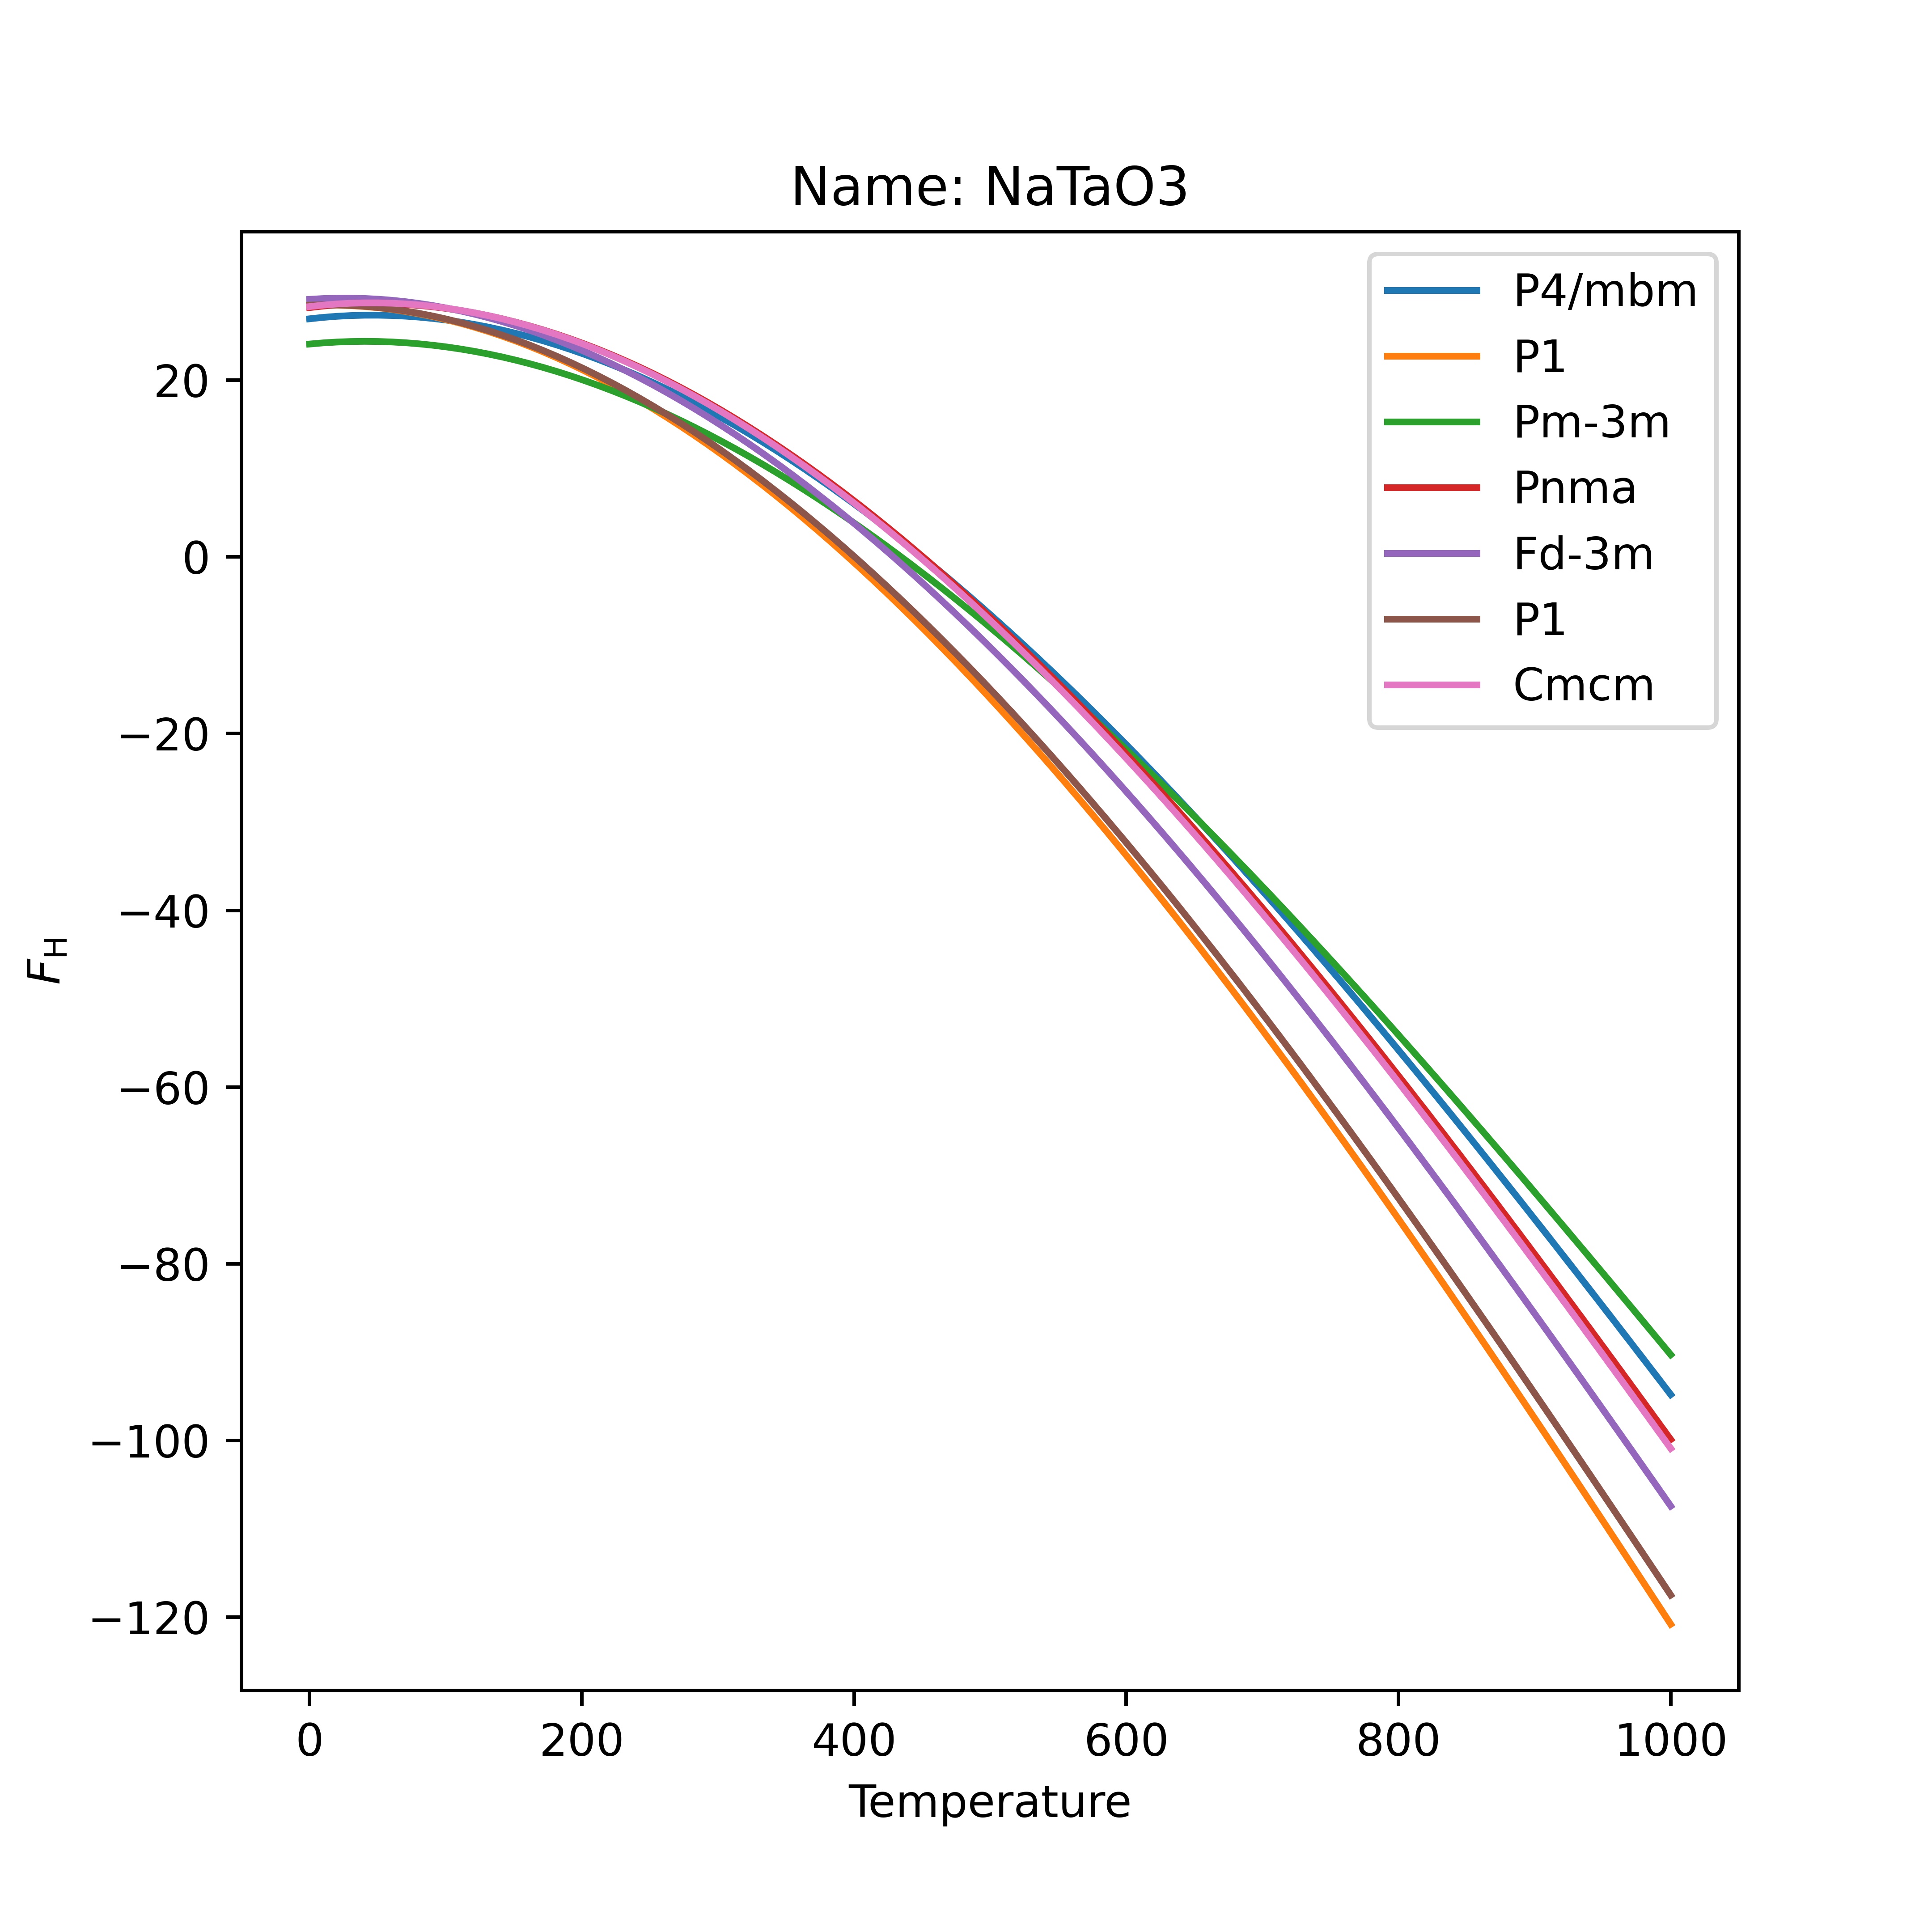 Name: NaTaO3
P4/mbm
P1
Pm-3m
Pnma
Fd-3m
P1
Cmcm
20
0
−20
−40
−60
−80
−100
−120
F_H
0 200 400 600 800 1000
Temperature